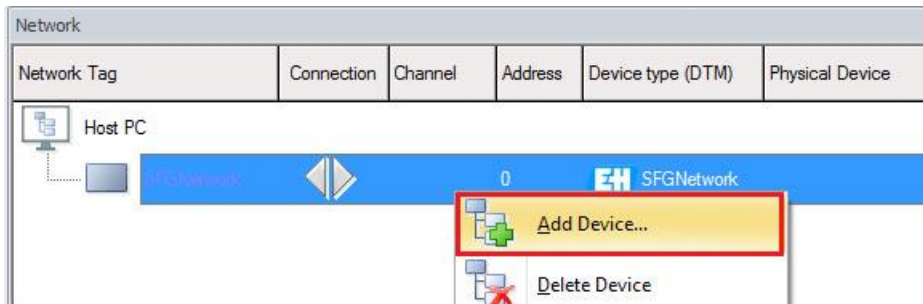 Network
Network Tag Connection Channel Address Device type (DTM) Physical Device
Host PC
SFGNetwork 0 E+H SFGNetwork
Add Device...
Delete Device